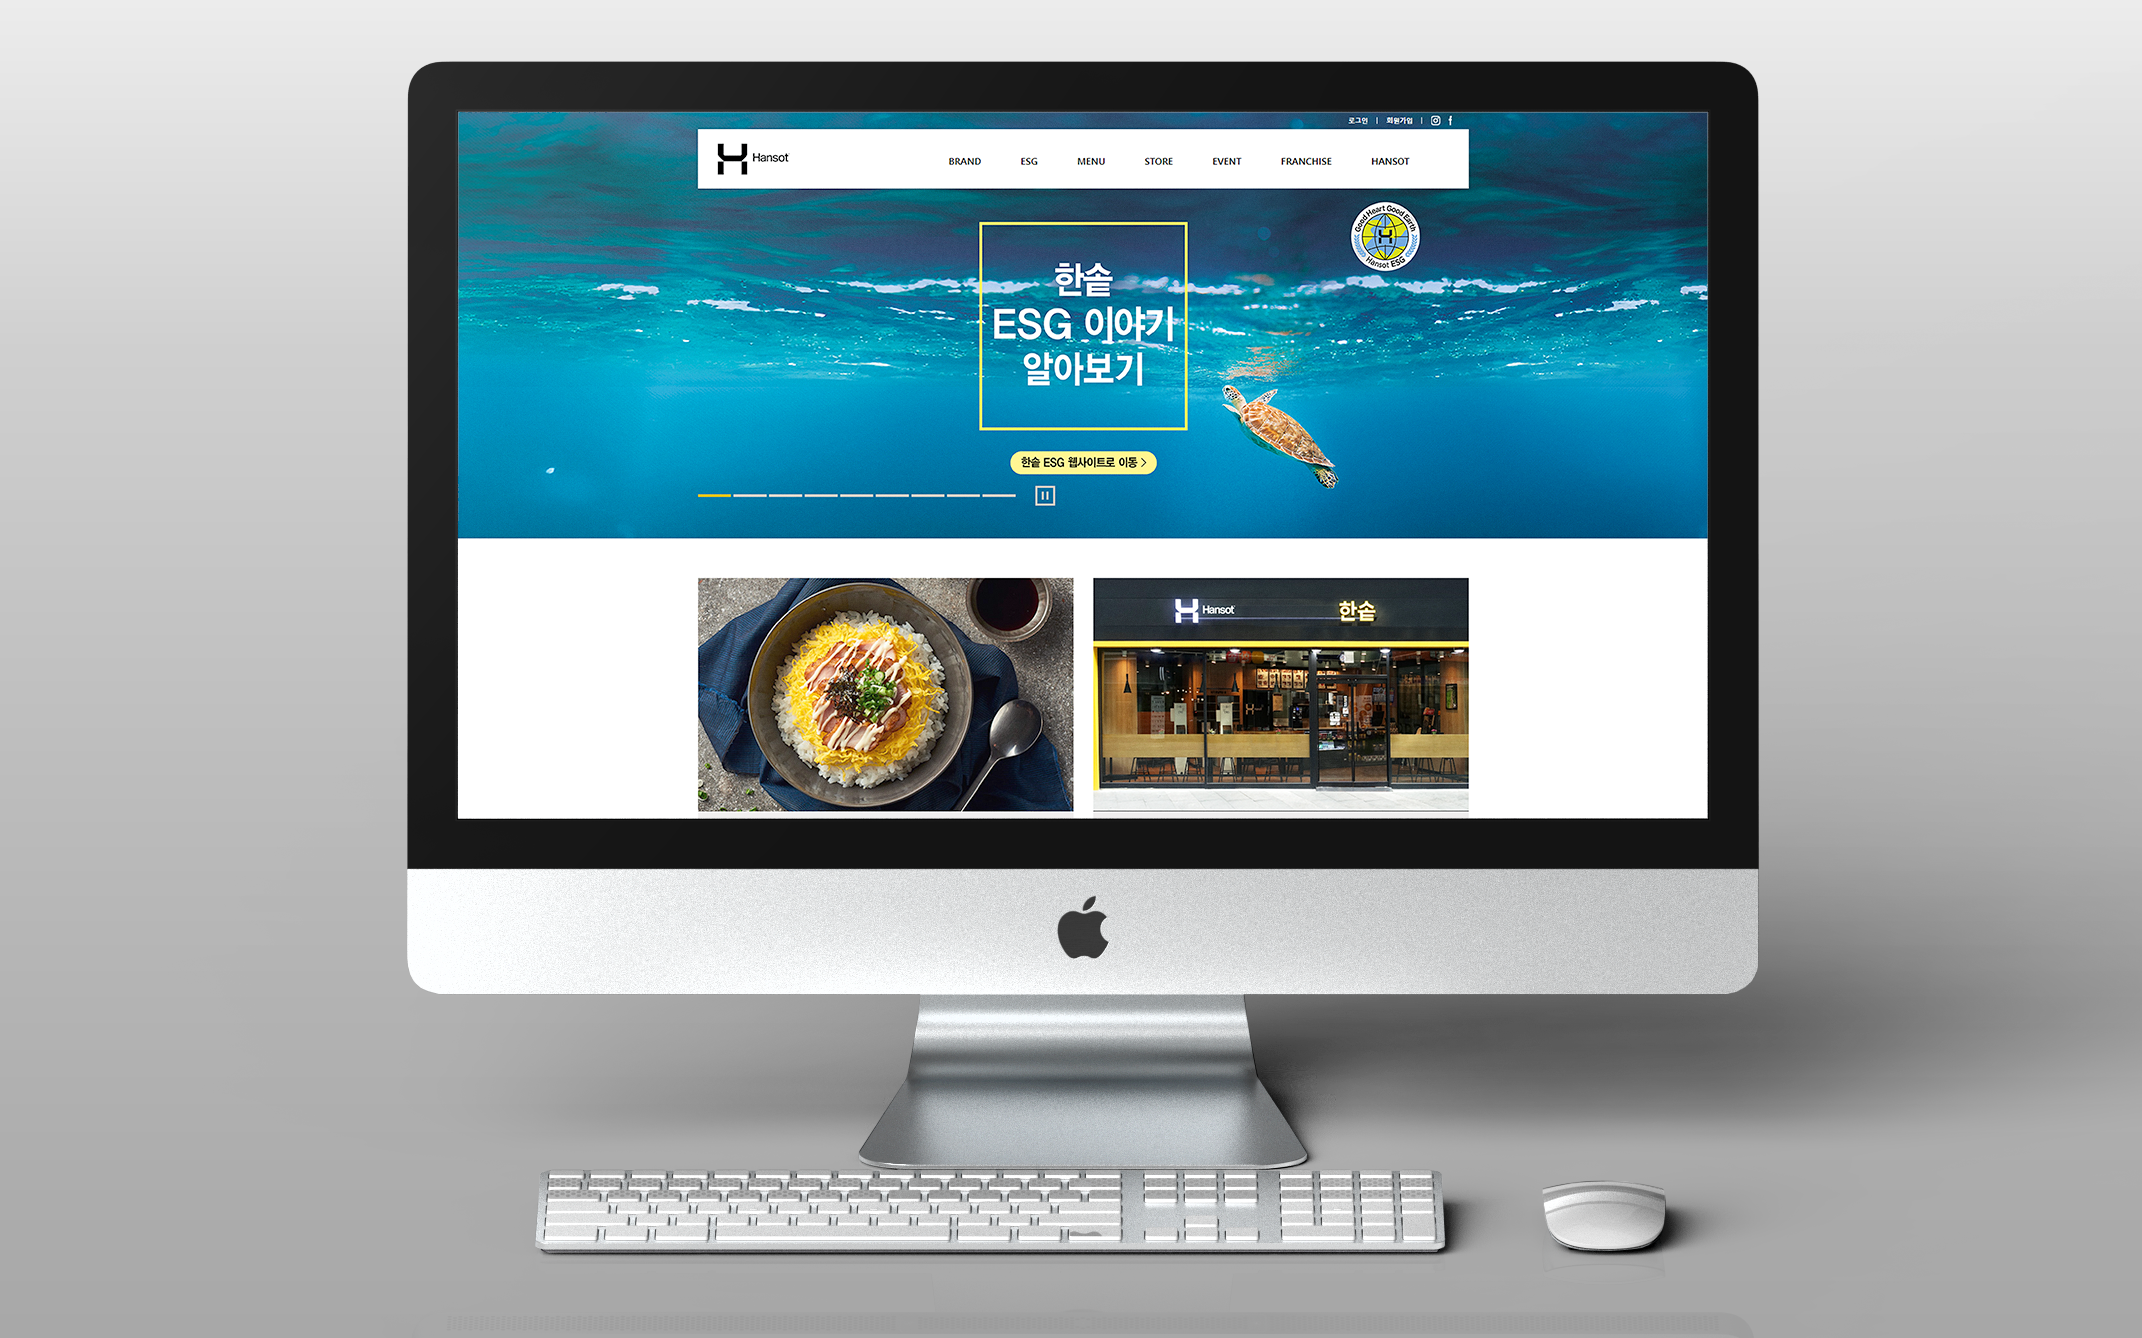 로그인 | 회원가입 |
Hansot
BRAND ESG MENU STORE EVENT FRANCHISE HANSOT
Good Heart Good Earth
Hansot ESG
한솥
ESG 이야기
알아보기
한솥 ESG 웹사이트로 이동 >
Hansot 한솥